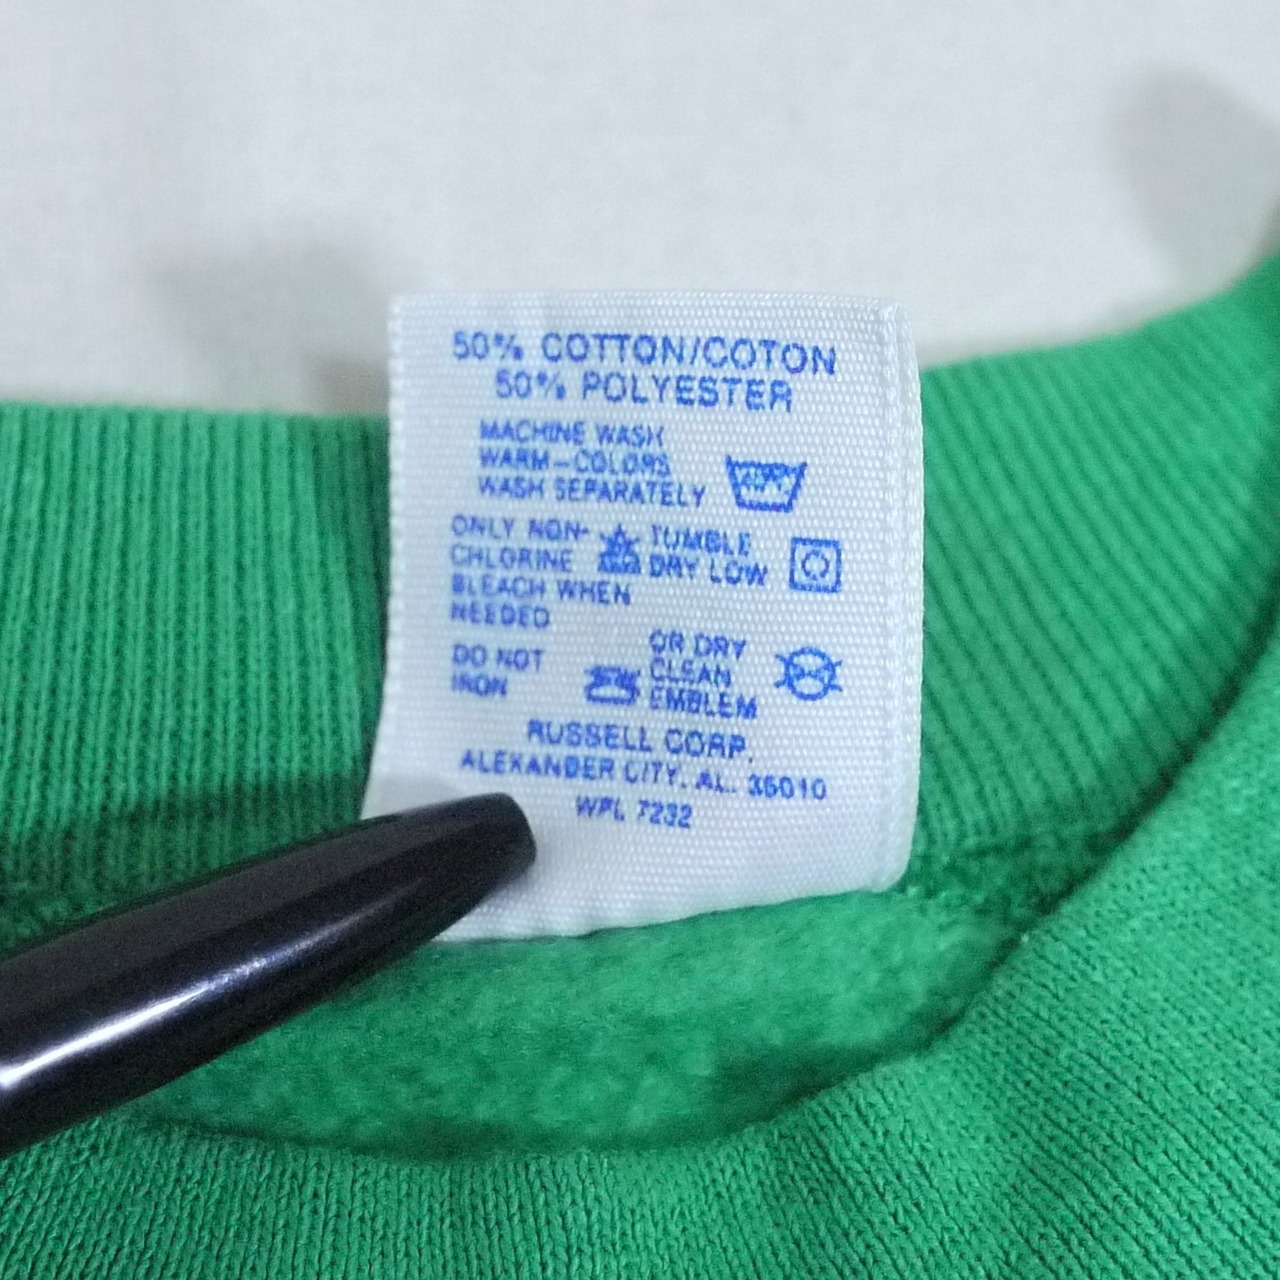 50% COTTON/COTON
50% POLYESTER
MACHINE WASH
WARM-COLORS
WASH SEPARATELY
ONLY NON-
CHLORINE
BLEACH WHEN
NEEDED
TUMBLE
DRY LOW
DO NOT
IRON
OR DRY
CLEAN
EMBLEM
RUSSELL CORP.
ALEXANDER CITY, AL. 35010
WPL 7232